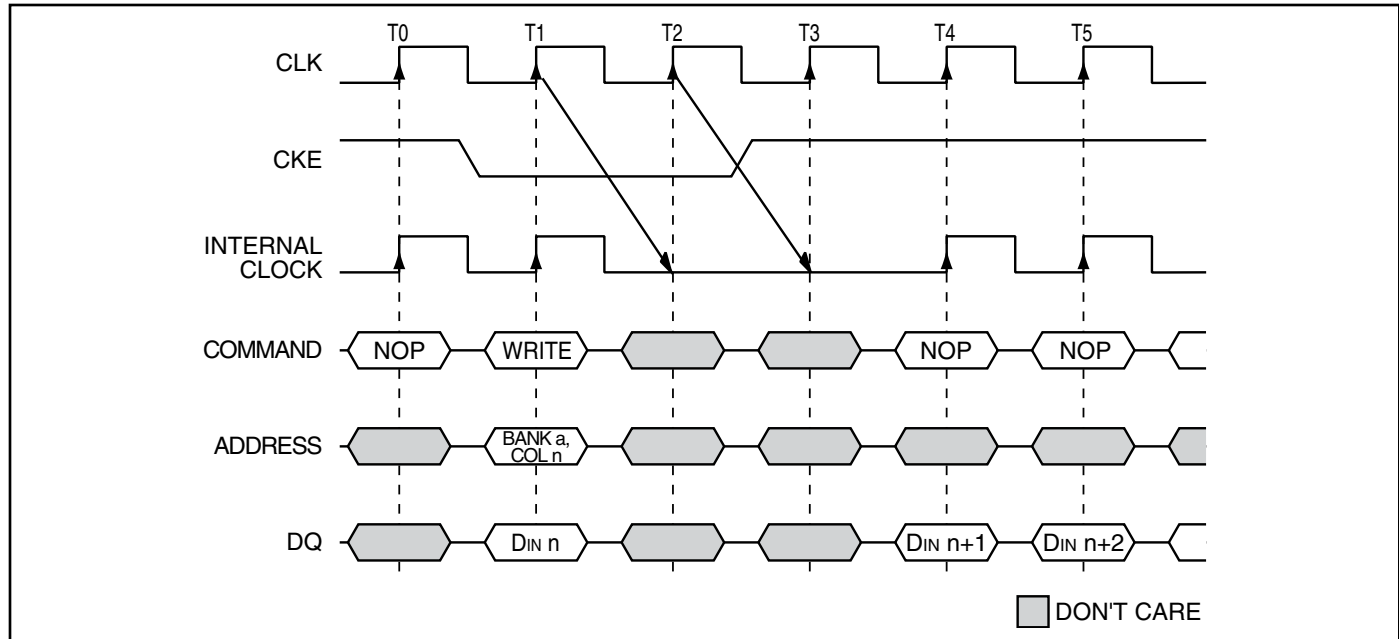 T0 T1 T2 T3 T4 T5
CLK
CKE
INTERNAL
CLOCK
COMMAND NOP WRITE NOP NOP
ADDRESS BANK a,
COL n
DQ DIN n DIN n+1 DIN n+2
DON'T CARE